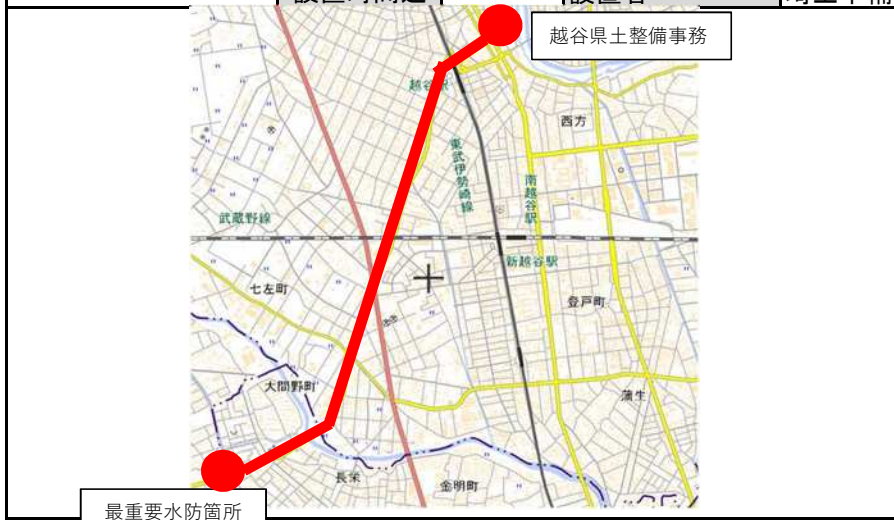 越谷県土整備事務
越谷駅
西方
東武伊勢崎線
南越谷駅
武蔵野線
新越谷駅
七左町
登戸町
大間野町
蒲生
長栄
金明町
最重要水防箇所